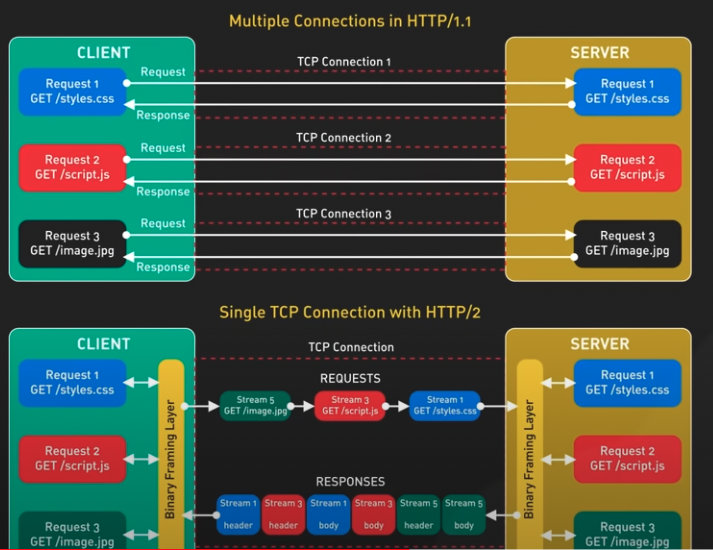 Multiple Connections in HTTP/1.1
CLIENT
SERVER
TCP Connection 1
Request 1
GET /styles.css
Request
Response
Request 1
GET /styles.css
TCP Connection 2
Request 2
GET /script.js
Request
Response
Request 2
GET /script.js
TCP Connection 3
Request 3
GET /image.jpg
Request
Response
Request 3
GET /image.jpg
Single TCP Connection with HTTP/2
CLIENT
TCP Connection
SERVER
Request 1
GET /styles.css
Request 2
GET /script.js
Request 3
GET /image.jpg
Binary Framing Layer
REQUESTS
Stream 5
GET /image.jpg
Stream 3
GET /script.js
Stream 1
GET /styles.css
RESPONSES
Stream 1
header
Stream 3
header
Stream 1
body
Stream 3
body
Stream 5
header
Stream 5
body
Binary Framing Layer
Request 1
GET /styles.css
Request 2
GET /script.js
Request 3
GET /image.jpg